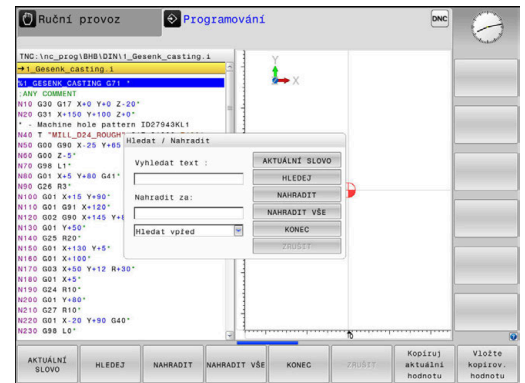 Ruční provoz
Programování
DNC
TNC:\nc_prog\BHB\DIN\1_Gesenk_casting.i
→1_Gesenk_casting.i
%1_GESENK_CASTING G71 *
;ANY COMMENT
N10 G30 G17 X+0 Y+0 Z-20*
N20 G31 X+150 Y+100 Z+0*
* - Machine hole pattern ID27943KL1
N40 T "MILL_D24_ROUGH"
N50 G00 G90 X-25 Y+65
N60 G00 Z-5*
N70 G98 L1*
N80 G01 X+5 Y+80 G41*
N90 G26 R3*
N100 G01 X+15 Y+90*
N110 G01 G91 X+120*
N120 G02 G90 X+145 Y+
N130 G01 Y+50*
N140 G25 R20*
N150 G01 X+130 Y+5*
N160 G01 X+100*
N170 G03 X+50 Y+12 R+30*
N180 G01 X+5*
N190 G24 R10*
N200 G01 Y+80*
N210 G27 R10*
N220 G01 X-20 Y+90 G40*
N230 G98 L0*
Y
X
Hledat / Nahradit
Vyhledat text :
Nahradit za:
Hledat vpřed
AKTUÁLNÍ SLOVO
HLEDEJ
NAHRADIT
NAHRADIT VŠE
KONEC
ZRUŠIT
AKTUÁLNÍ
SLOVO
HLEDEJ
NAHRADIT
NAHRADIT VŠE
KONEC
ZRUŠIT
Kopíruj
aktuální
hodnotu
Vložte
kopírov.
hodnotu